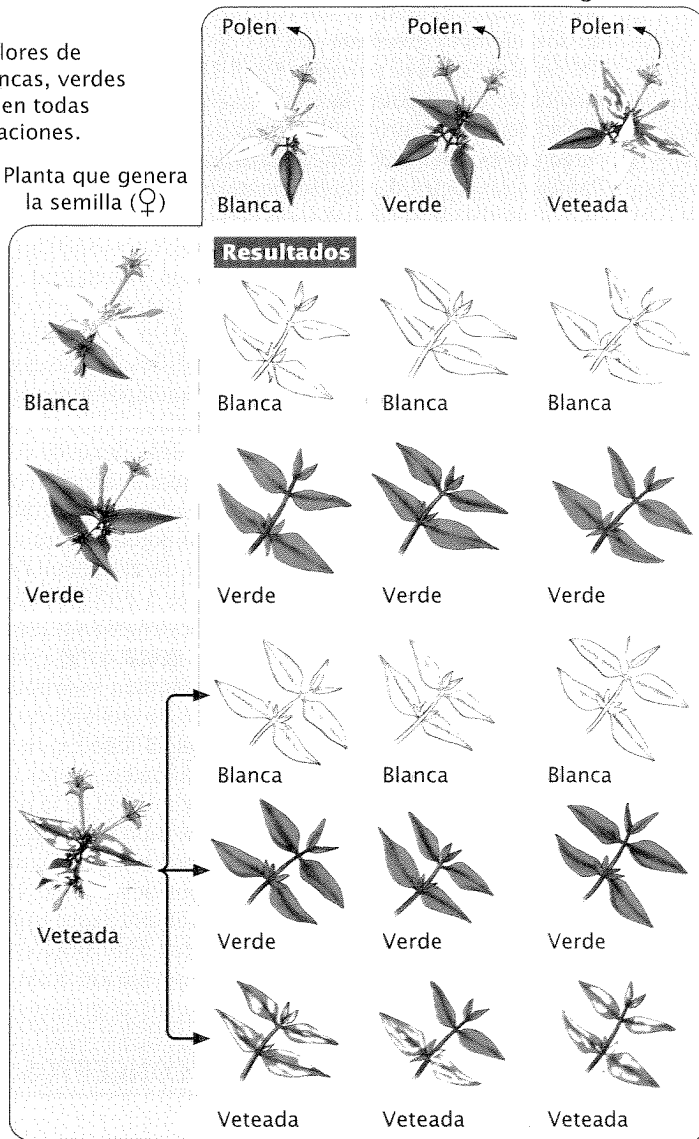 lores de
ncas, verdes
en todas
aciones.
Polen
Polen
Polen
Blanca
Verde
Veteada
Planta que genera
la semilla (♀)
Resultados
Blanca
Blanca
Blanca
Blanca
Verde
Verde
Verde
Verde
Veteada
Blanca
Blanca
Blanca
Verde
Verde
Verde
Veteada
Veteada
Veteada